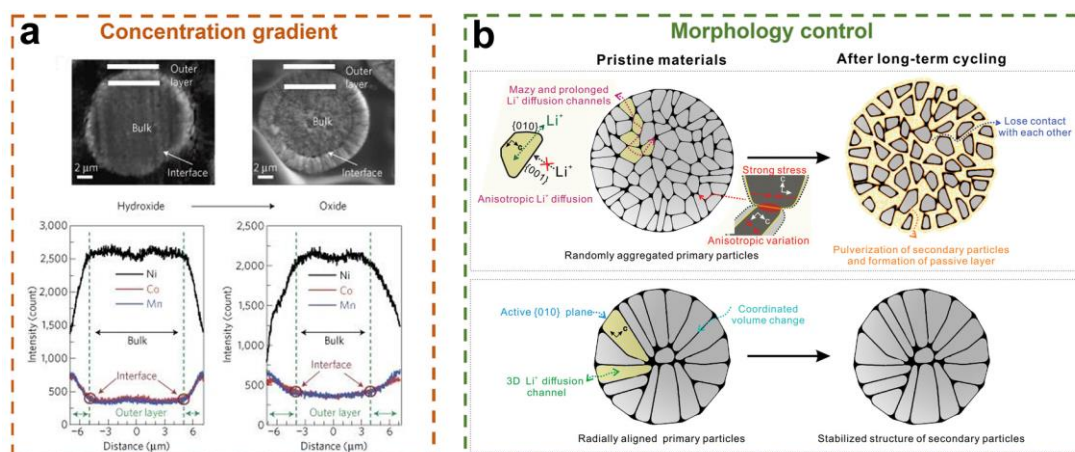 a
Concentration gradient
Outer
layer
Bulk
Interface
2 μm
Outer
layer
Bulk
Interface
2 μm
Hydroxide
Oxide
3,000
2,500
2,000
1,500
1,000
500
0
Intensity (count)
Ni
Co
Mn
Bulk
Interface
Outer layer
−6
−3
0
3
6
Distance (μm)
2,500
2,000
1,500
1,000
500
0
Intensity (count)
Ni
Co
Mn
Bulk
Interface
Outer layer
−6
−3
0
3
6
Distance (μm)
b
Morphology control
Pristine materials
After long-term cycling
Mazy and prolonged
Li⁺ diffusion channels
{010}
Li⁺
c
{001}
Li⁺
Anisotropic Li⁺ diffusion
Strong stress
c
c
Anisotropic variation
Randomly aggregated primary particles
Lose contact
with each other
Pulverization of secondary particles
and formation of passive layer
Active {010} plane
c
Coordinated
volume change
3D Li⁺ diffusion
channel
Radially aligned primary particles
Stabilized structure of secondary particles